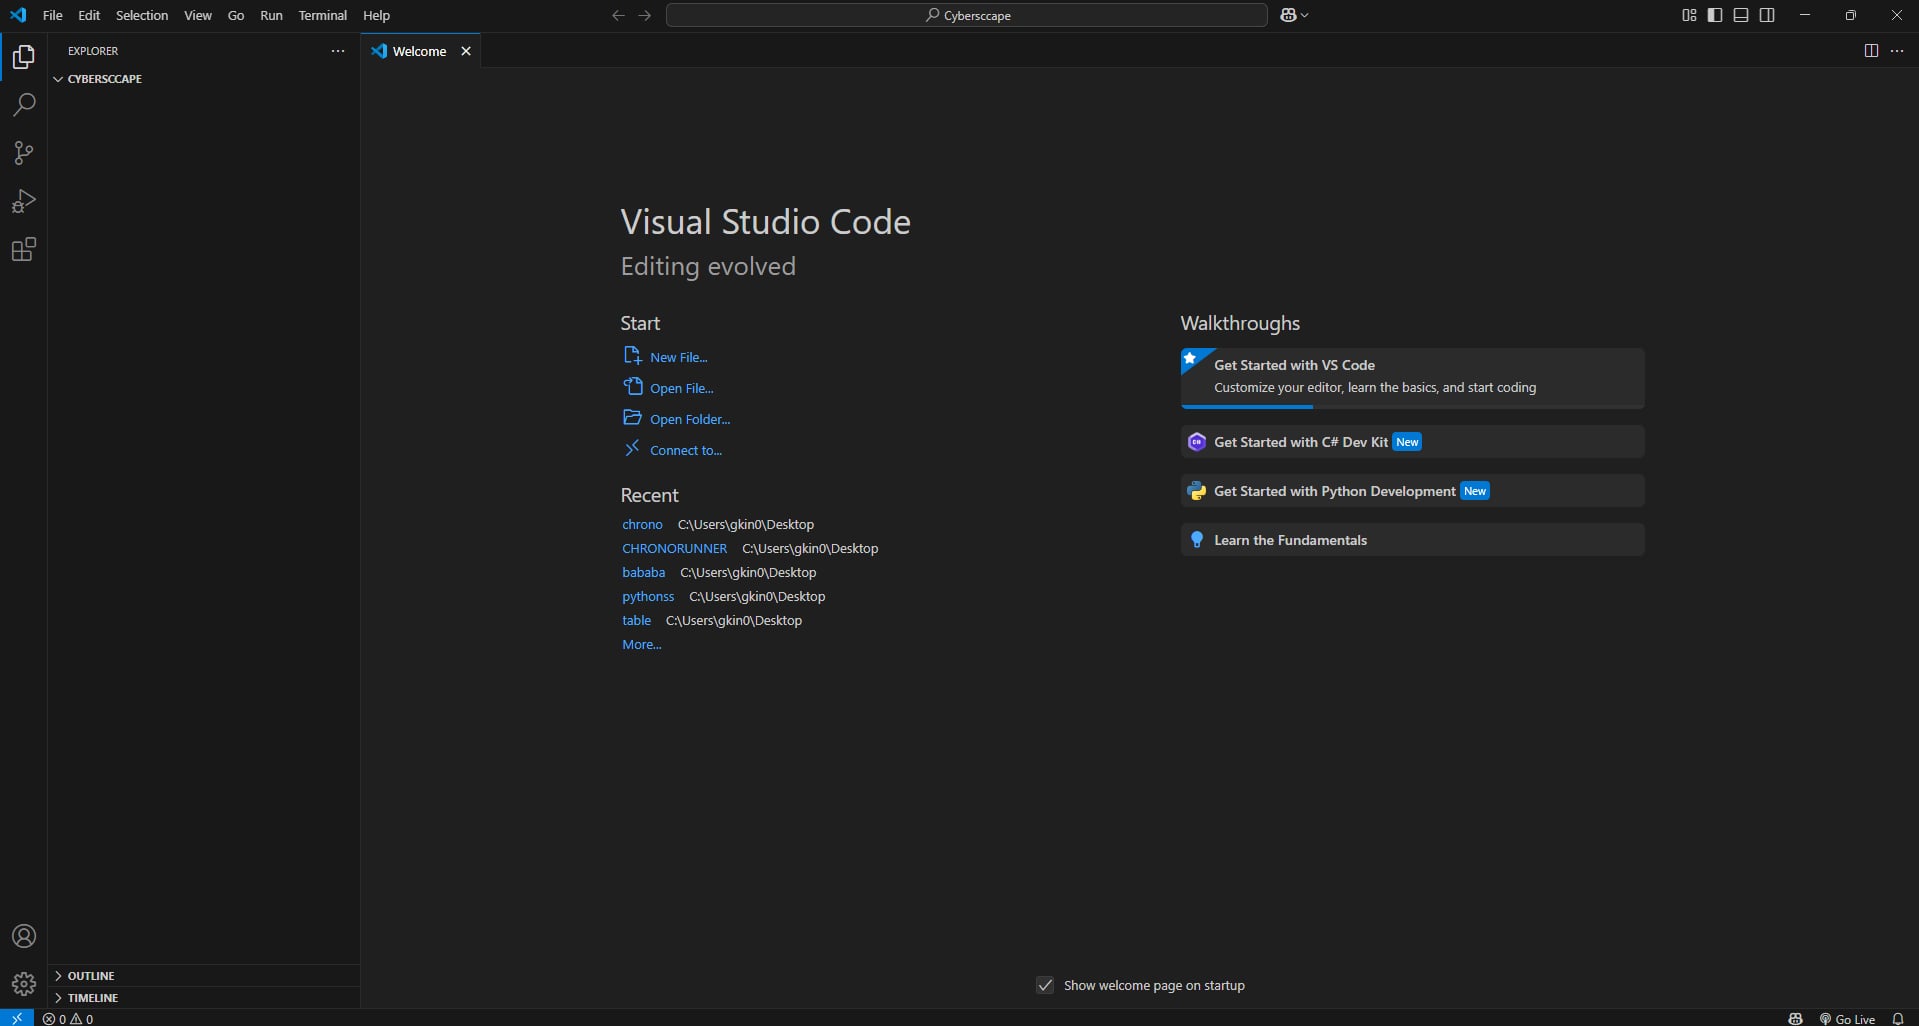 File Edit Selection View Go Run Terminal Help
Cybersccape
EXPLORER
CYBERSCCAPE
Welcome
Visual Studio Code
Editing evolved
Start
New File...
Open File...
Open Folder...
Connect to...
Recent
chrono C:\Users\gkin0\Desktop
CHRONORUNNER C:\Users\gkin0\Desktop
bababa C:\Users\gkin0\Desktop
pythonss C:\Users\gkin0\Desktop
table C:\Users\gkin0\Desktop
More...
Walkthroughs
Get Started with VS Code
Customize your editor, learn the basics, and start coding
Get Started with C# Dev Kit New
Get Started with Python Development New
Learn the Fundamentals
Show welcome page on startup
OUTLINE
TIMELINE
0 0
Go Live